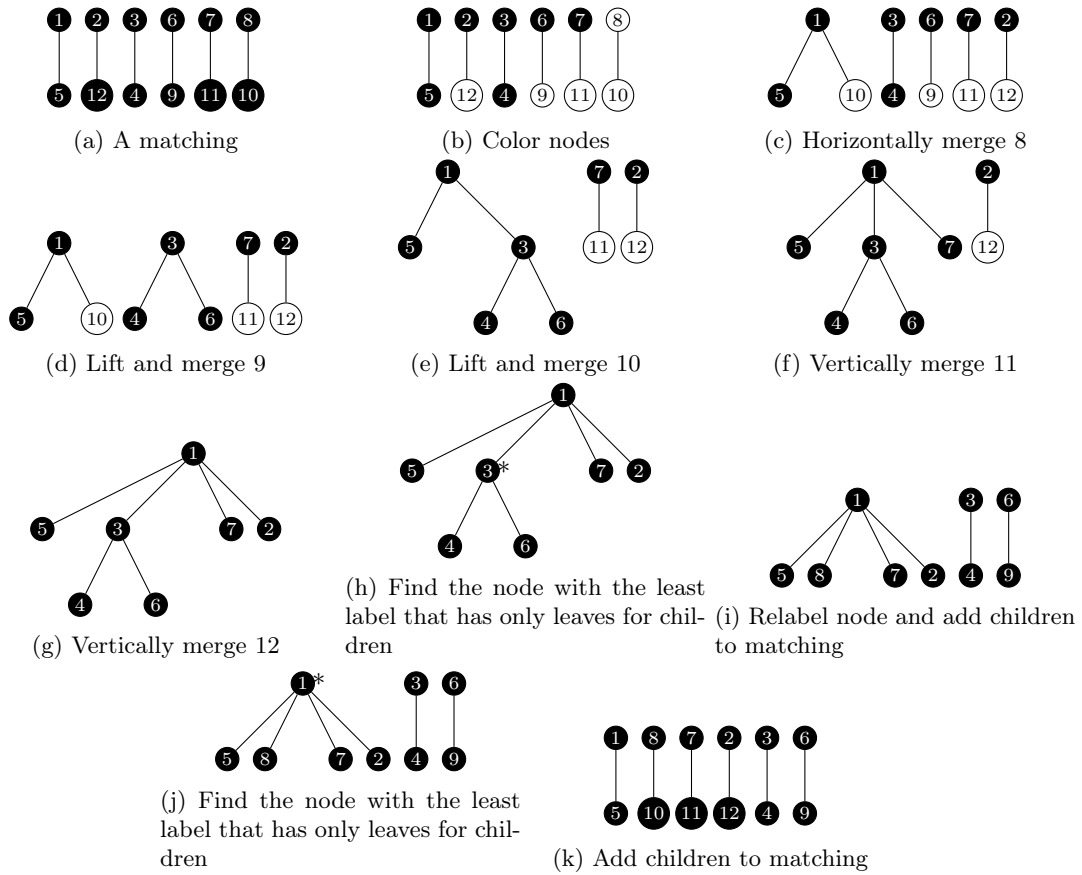 1 2 3 6 7 8 1 2 3 6 7 8 1 3 6 7 2
5 12 4 9 11 10 5 12 4 9 11 10 5 10 4 9 11 12
(a) A matching (b) Color nodes (c) Horizontally merge 8
1 7 2 1 2
1 3 7 2 5 3 11 12 5 3 7 12
5 10 4 6 11 12 4 6 4 6
(d) Lift and merge 9 (e) Lift and merge 10 (f) Vertically merge 11
1
1
5 3* 7 2
1 3 6
5 3 7 2
4 6
5 8 7 2 4 9
4 6
(g) Vertically merge 12
(h) Find the node with the least
label that has only leaves for chil-
dren
(i) Relabel node and add children
to matching
1* 3 6
5 8 7 2 4 9
(j) Find the node with the least
label that has only leaves for chil-
dren
1 8 7 2 3 6
5 10 11 12 4 9
(k) Add children to matching